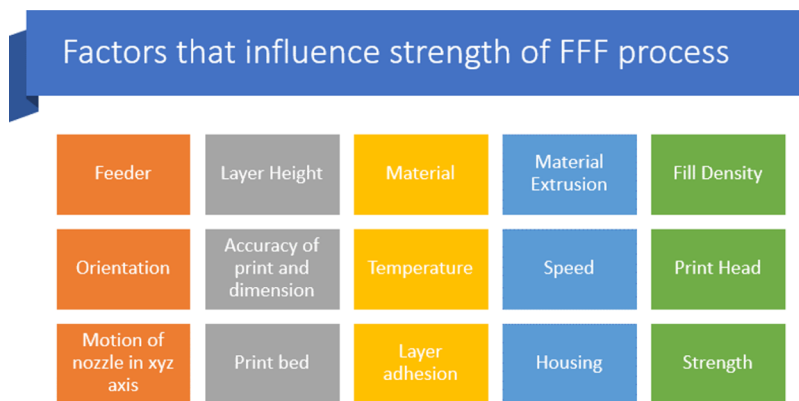 Factors that influence strength of FFF process
Feeder
Layer Height
Material
Material
Extrusion
Fill Density
Orientation
Accuracy of
print and
dimension
Temperature
Speed
Print Head
Motion of
nozzle in xyz
axis
Print bed
Layer
adhesion
Housing
Strength